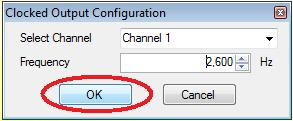 Clocked Output Configuration
Select Channel Channel 1
Frequency 2,600 Hz
OK Cancel